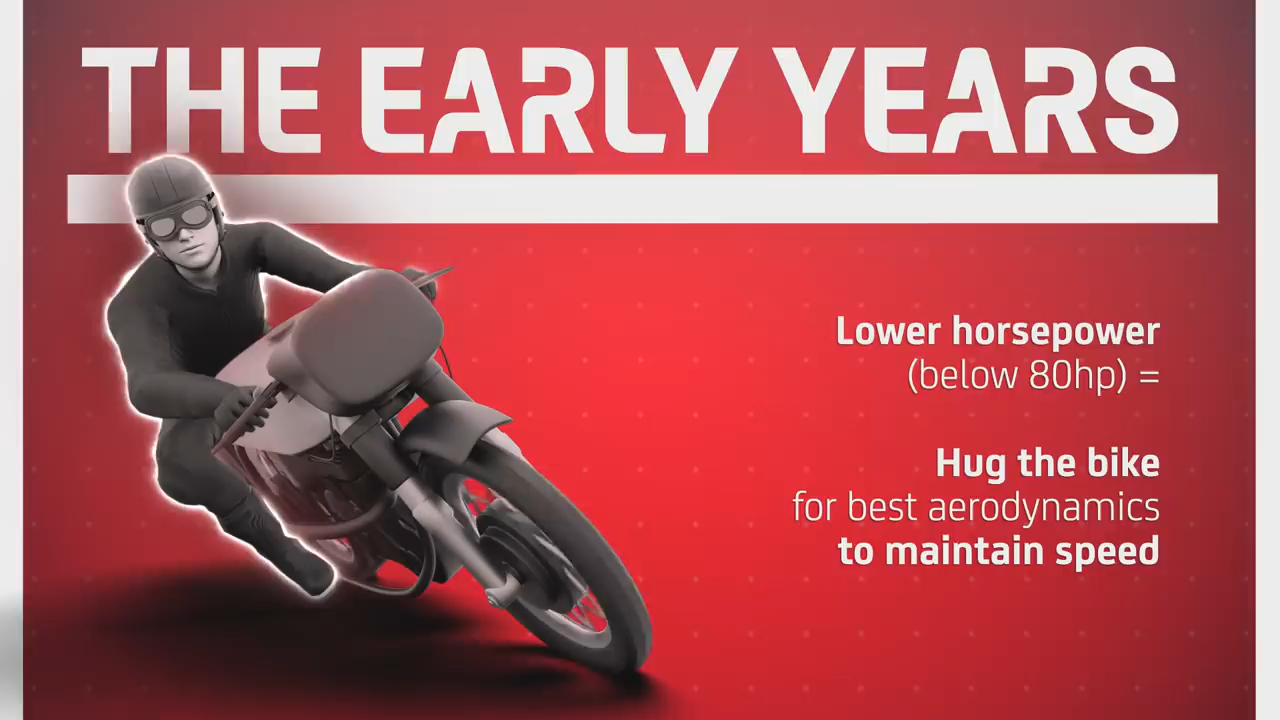 THE EARLY YEARS
Lower horsepower
(below 80hp) =
Hug the bike
for best aerodynamics
to maintain speed